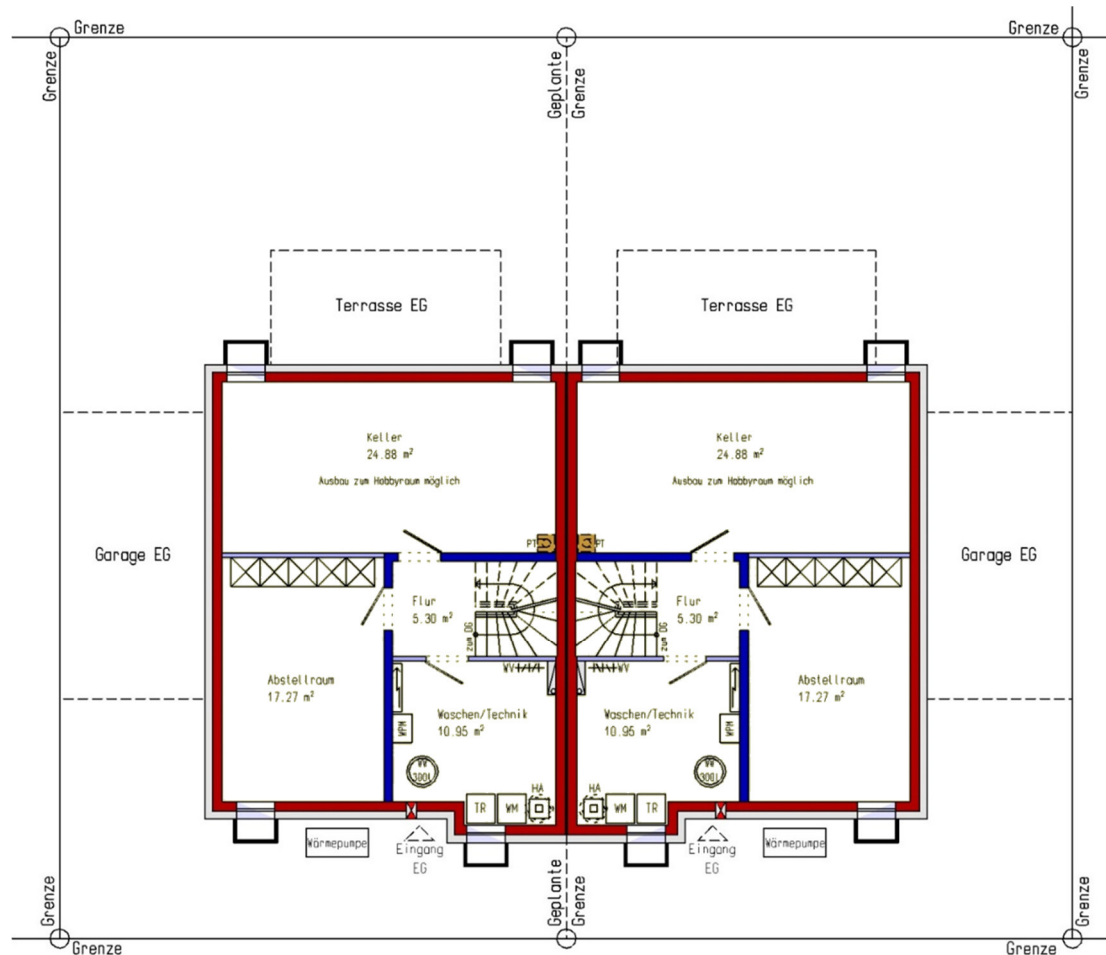 Grenze
Grenze
Grenze
Geplante
Grenze
Grenze
Terrasse EG
Terrasse EG
Keller
24.88 m²
Ausbau zum Hobbyraum möglich
Keller
24.88 m²
Ausbau zum Hobbyraum möglich
PT
PT
Garage EG
Garage EG
Flur
5.30 m²
zum DG
zum DG
Flur
5.30 m²
WV
WV
Abstellraum
17.27 m²
Abstellraum
17.27 m²
Waschen/Technik
10.95 m²
Waschen/Technik
10.95 m²
WPM
WPM
WW
300l
WW
300l
HA
HA
TR
WM
WM
TR
Wärmepumpe
Eingang
EG
Eingang
EG
Wärmepumpe
Grenze
Geplante
Grenze
Grenze
Grenze
Grenze